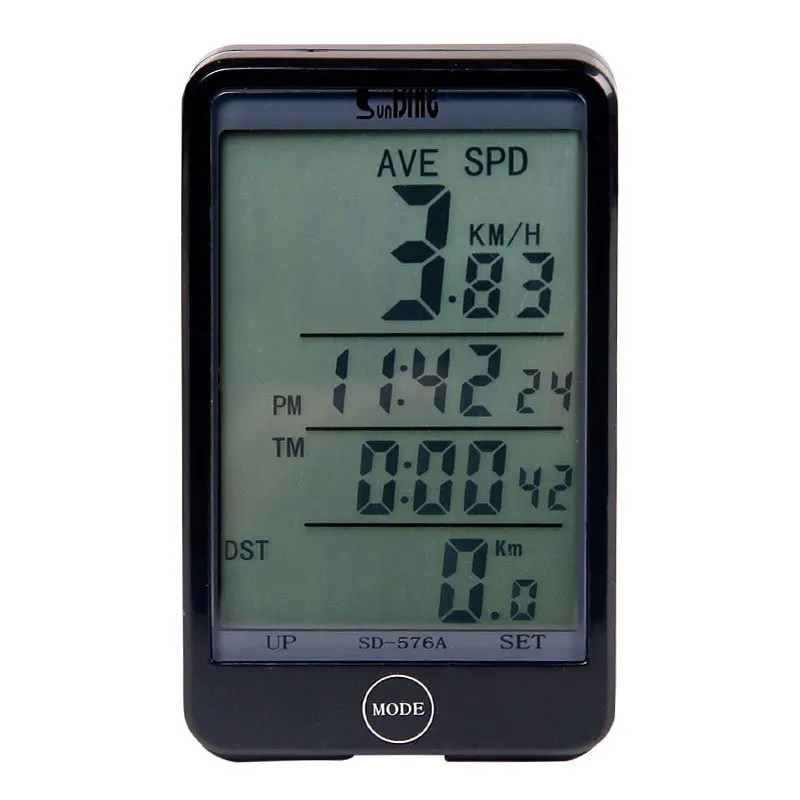 SunDING
AVE SPD
3.83 KM/H
PM 11:42 24
TM 0:00 42
DST 0.0 Km
UP SD-576A SET
MODE